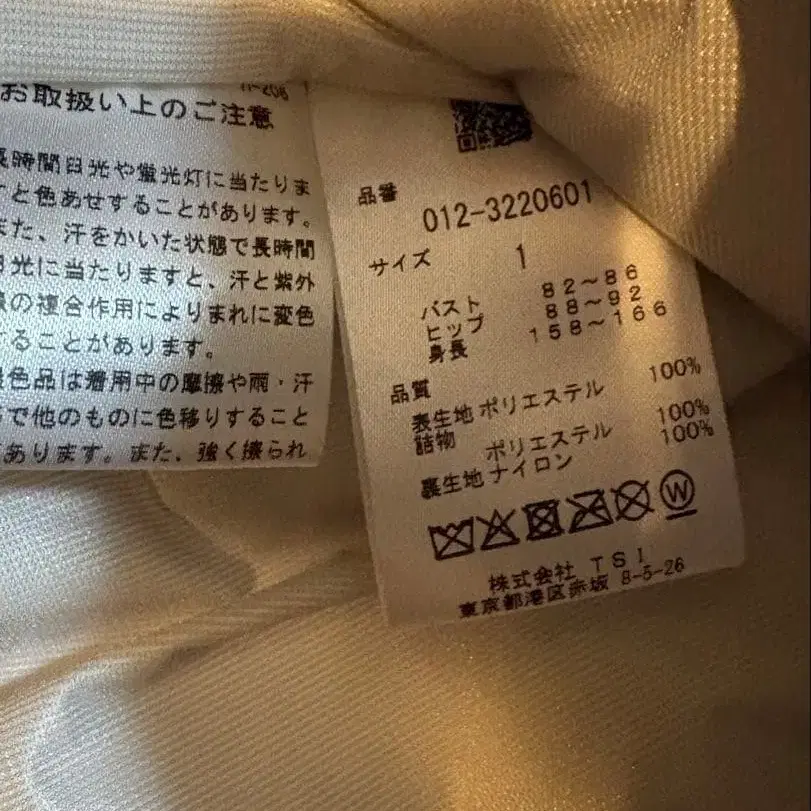 お取扱い上のご注意
長時間日光や蛍光灯に当たりま
すと色あせすることがあります。
また、汗をかいた状態で長時間
日光に当たりますと、汗と紫外
線の複合作用によりまれに変色
することがあります。
色品は着用中の摩擦や雨・汗
で他のものに色移りすること
あります。また、強く擦られ
品番
012-3220601
サイズ 1
バスト 82~86
ヒップ 88~92
身長 158~166
品質
表生地 ポリエステル 100%
詰物 ポリエステル 100%
裏生地 ナイロン 100%
W
株式会社 TSI
東京都港区赤坂 8-5-26